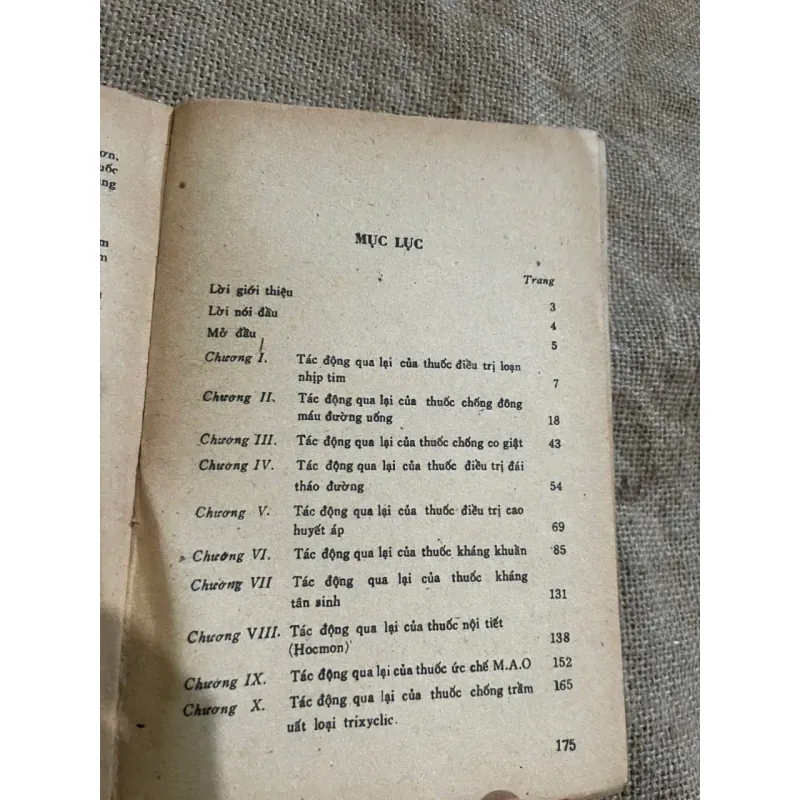 ơn,
ốc
ng
m
m
MỤC LỤC
Trang
Lời giới thiệu 3
Lời nói đầu 4
Mở đầu 5
Chương I. Tác động qua lại của thuốc điều trị loạn
nhịp tim 7
Chương II. Tác động qua lại của thuốc chống đông
máu đường uống 18
Chương III. Tác động qua lại của thuốc chống co giật 43
Chương IV. Tác động qua lại của thuốc điều trị đái
tháo đường 54
Chương V. Tác động qua lại của thuốc điều trị cao
huyết áp 69
Chương VI. Tác động qua lại của thuốc kháng khuẩn 85
Chương VII Tác động qua lại của thuốc kháng
tân sinh 131
Chương VIII. Tác động qua lại của thuốc nội tiết
(Hocmon) 138
Chương IX. Tác động qua lại của thuốc ức chế M.A.O 152
Chương X. Tác động qua lại của thuốc chống trầm 165
uất loại trixyclic.
175